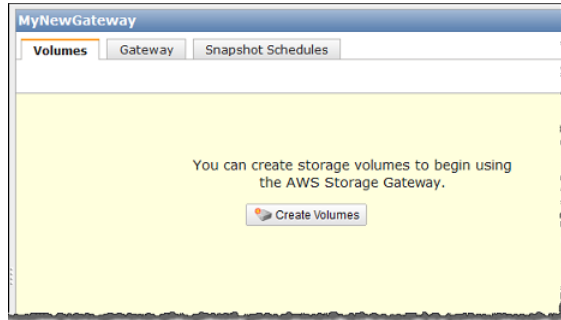 MyNewGateway
Volumes Gateway Snapshot Schedules
You can create storage volumes to begin using
the AWS Storage Gateway.
Create Volumes